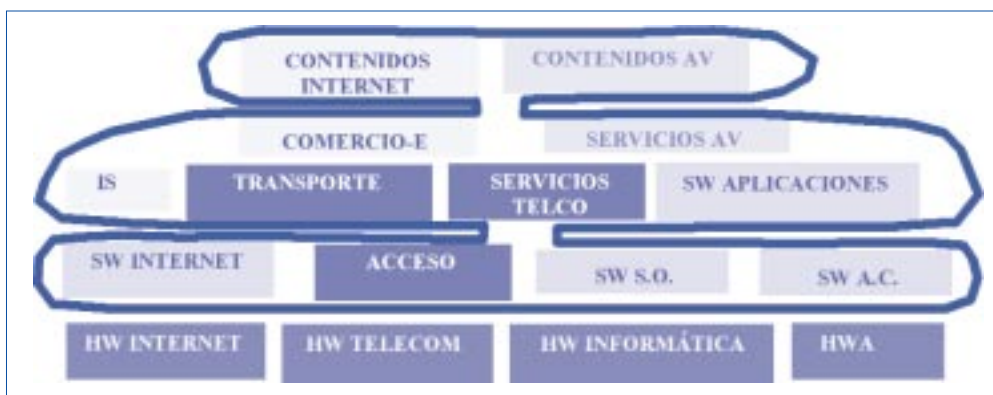 CONTENIDOS
INTERNET
CONTENIDOS AV
COMERCIO-E
SERVICIOS AV
IS
TRANSPORTE
SERVICIOS
TELCO
SW APLICACIONES
SW INTERNET
ACCESO
SW S.O.
SW A.C.
HW INTERNET
HW TELECOM
HW INFORMÁTICA
HWA